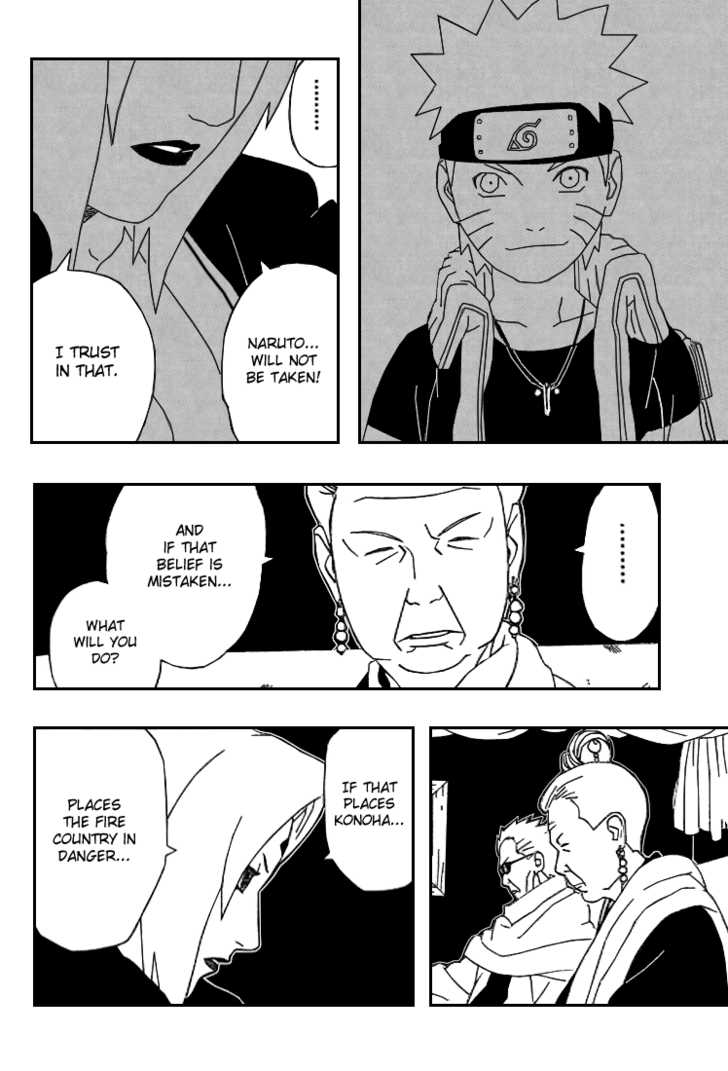 .........
NARUTO...
WILL NOT
BE TAKEN!
I TRUST
IN THAT.
.........
AND
IF THAT
BELIEF IS
MISTAKEN...
WHAT
WILL YOU
DO?
IF THAT
PLACES
KONOHA...
PLACES
THE FIRE
COUNTRY IN
DANGER...